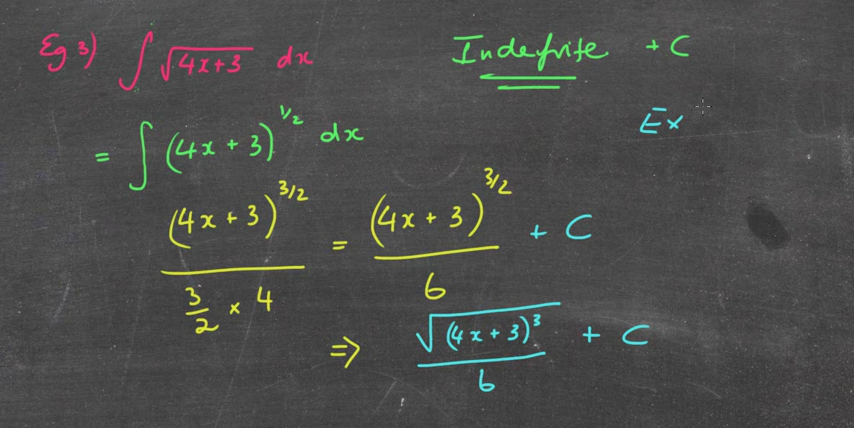 Eg 3) ∫ √(4x+3) dx
Indefinite + C
= ∫ (4x + 3)^1/2 dx
Ex
(4x + 3)^3/2 / (3/2 × 4) = (4x + 3)^3/2 / 6 + C
⇒ √((4x + 3)^3) / 6 + C